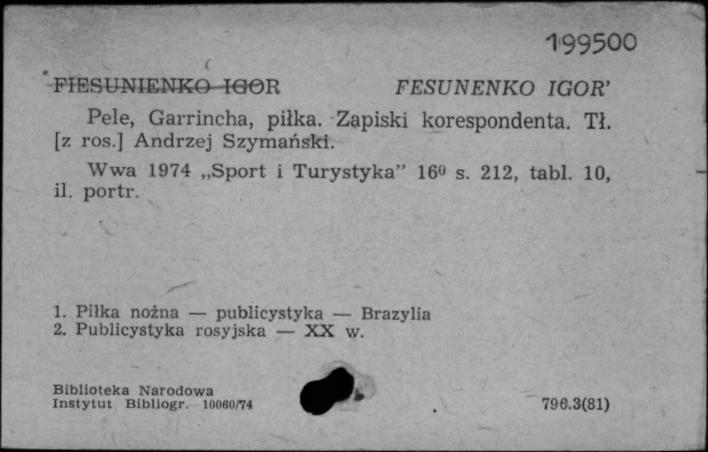 199500
FIESUNIENKO IGOR FESUNENKO IGOR’
Pele, Garrincha, piłka. Zapiski korespondenta. Tł.
[z ros.] Andrzej Szymański.
Wwa 1974 „Sport i Turystyka” 16⁰ s. 212, tabl. 10,
il. portr.
1. Piłka nożna — publicystyka — Brazylia
2. Publicystyka rosyjska — XX w.
Biblioteka Narodowa
Instytut Bibliogr. 10060/74 796.3(81)